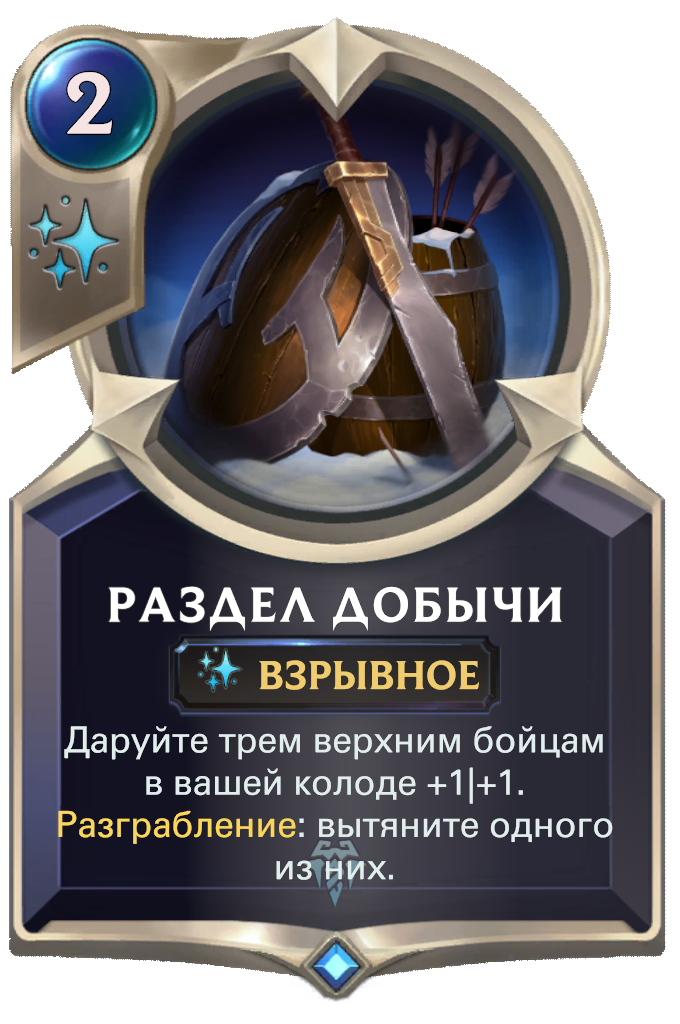 2
РАЗДЕЛ ДОБЫЧИ
ВЗРЫВНОЕ
Даруйте трем верхним бойцам
в вашей колоде +1|+1.
Разграбление: вытяните одного
из них.